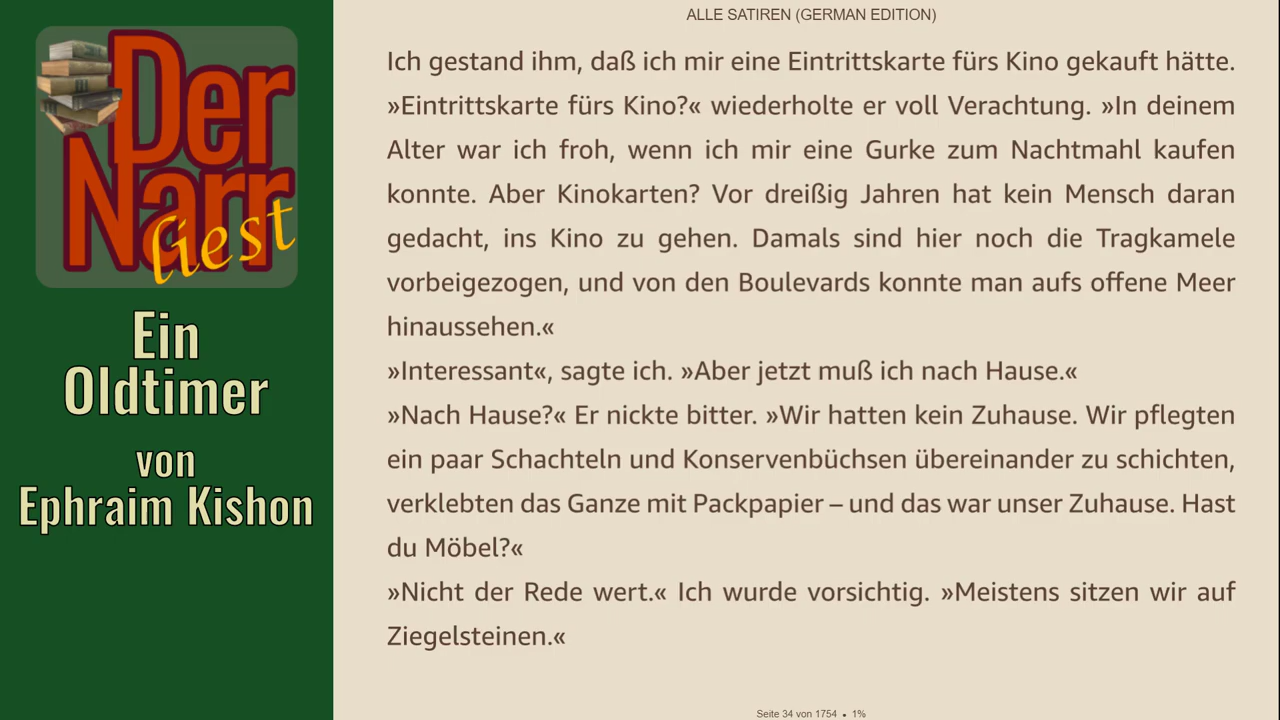 Der
Narr
liest
Ein
Oldtimer
von
Ephraim Kishon
ALLE SATIREN (GERMAN EDITION)
Ich gestand ihm, daß ich mir eine Eintrittskarte fürs Kino gekauft hätte.
»Eintrittskarte fürs Kino?« wiederholte er voll Verachtung. »In deinem
Alter war ich froh, wenn ich mir eine Gurke zum Nachtmahl kaufen
konnte. Aber Kinokarten? Vor dreißig Jahren hat kein Mensch daran
gedacht, ins Kino zu gehen. Damals sind hier noch die Tragkamele
vorbeigezogen, und von den Boulevards konnte man aufs offene Meer
hinaussehen.«
»Interessant«, sagte ich. »Aber jetzt muß ich nach Hause.«
»Nach Hause?« Er nickte bitter. »Wir hatten kein Zuhause. Wir pflegten
ein paar Schachteln und Konservenbüchsen übereinander zu schichten,
verklebten das Ganze mit Packpapier – und das war unser Zuhause. Hast
du Möbel?«
»Nicht der Rede wert.« Ich wurde vorsichtig. »Meistens sitzen wir auf
Ziegelsteinen.«
Seite 34 von 1754 • 1%